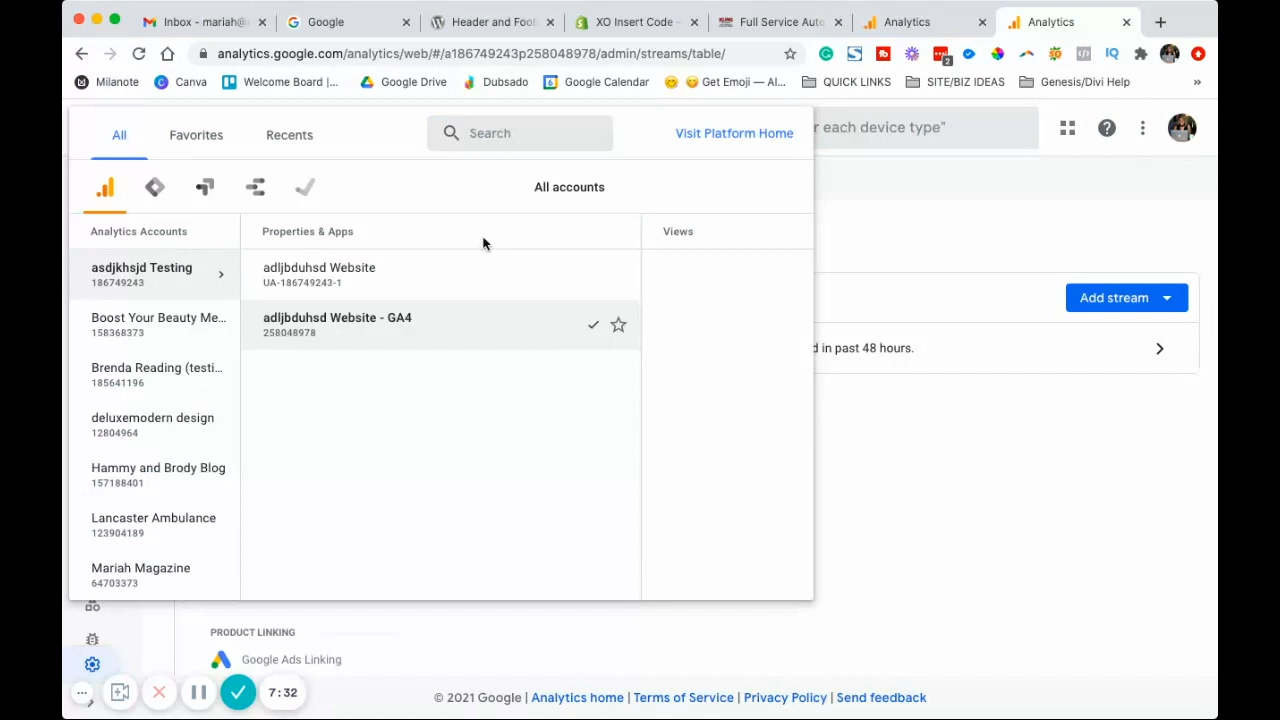 Inbox - mariah@
Google
Header and Foot
XO Insert Code -
Full Service Auto
Analytics
Analytics
analytics.google.com/analytics/web/#/a186749243p258048978/admin/streams/table/
2
IQ
Milanote
Canva
Welcome Board |...
Google Drive
Dubsado
Google Calendar
Get Emoji — Al...
QUICK LINKS
SITE/BIZ IDEAS
Genesis/Divi Help
»
All
Favorites
Recents
Search
Visit Platform Home
r each device type"
All accounts
Analytics Accounts
Properties & Apps
Views
asdjkhsjd Testing
186749243
adljbduhsd Website
UA-186749243-1
Add stream
Boost Your Beauty Me...
158368373
adljbduhsd Website - GA4
258048978
d in past 48 hours.
Brenda Reading (testi...
185641196
deluxemodern design
12804964
Hammy and Brody Blog
157188401
Lancaster Ambulance
123904189
Mariah Magazine
64703373
PRODUCT LINKING
Google Ads Linking
7:32
© 2021 Google | Analytics home | Terms of Service | Privacy Policy | Send feedback